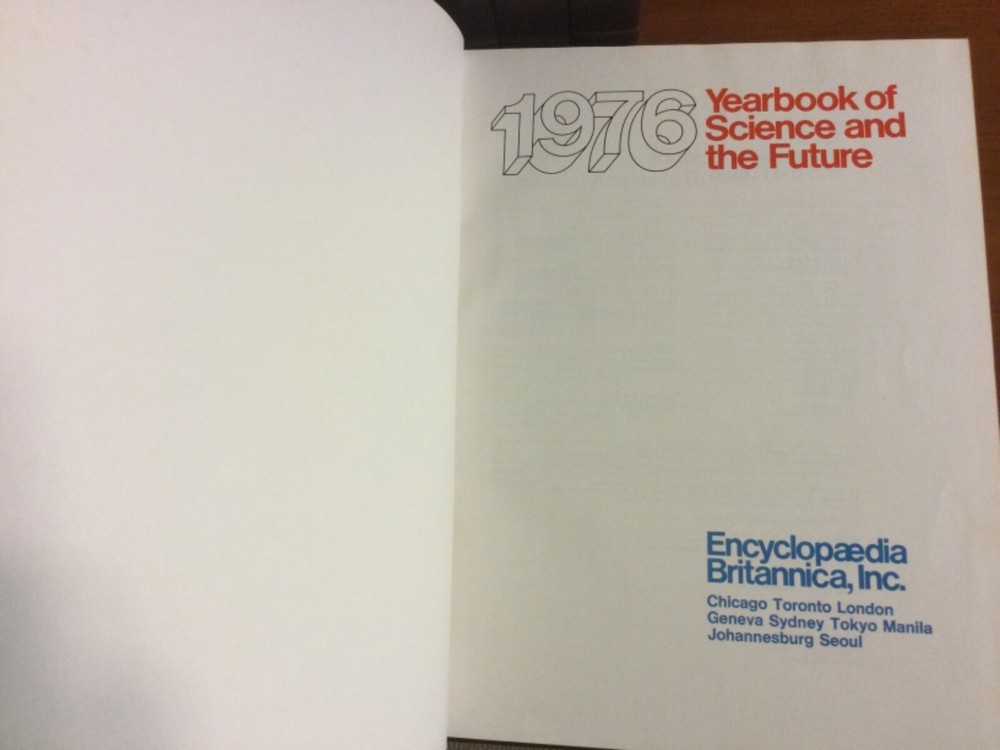 1976
Yearbook of
Science and
the Future
Encyclopædia
Britannica, Inc.
Chicago Toronto London
Geneva Sydney Tokyo Manila
Johannesburg Seoul